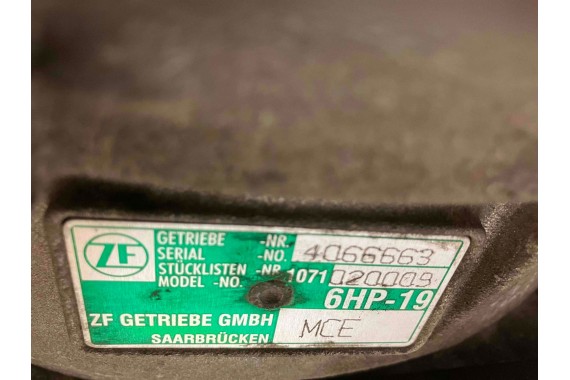 ZF
GETRIEBE -NR. 4066663
SERIAL -NO.
STÜCKLISTEN -NR. 1071 020009
MODEL -NO.
6HP-19
ZF GETRIEBE GMBH MCE
SAARBRÜCKEN